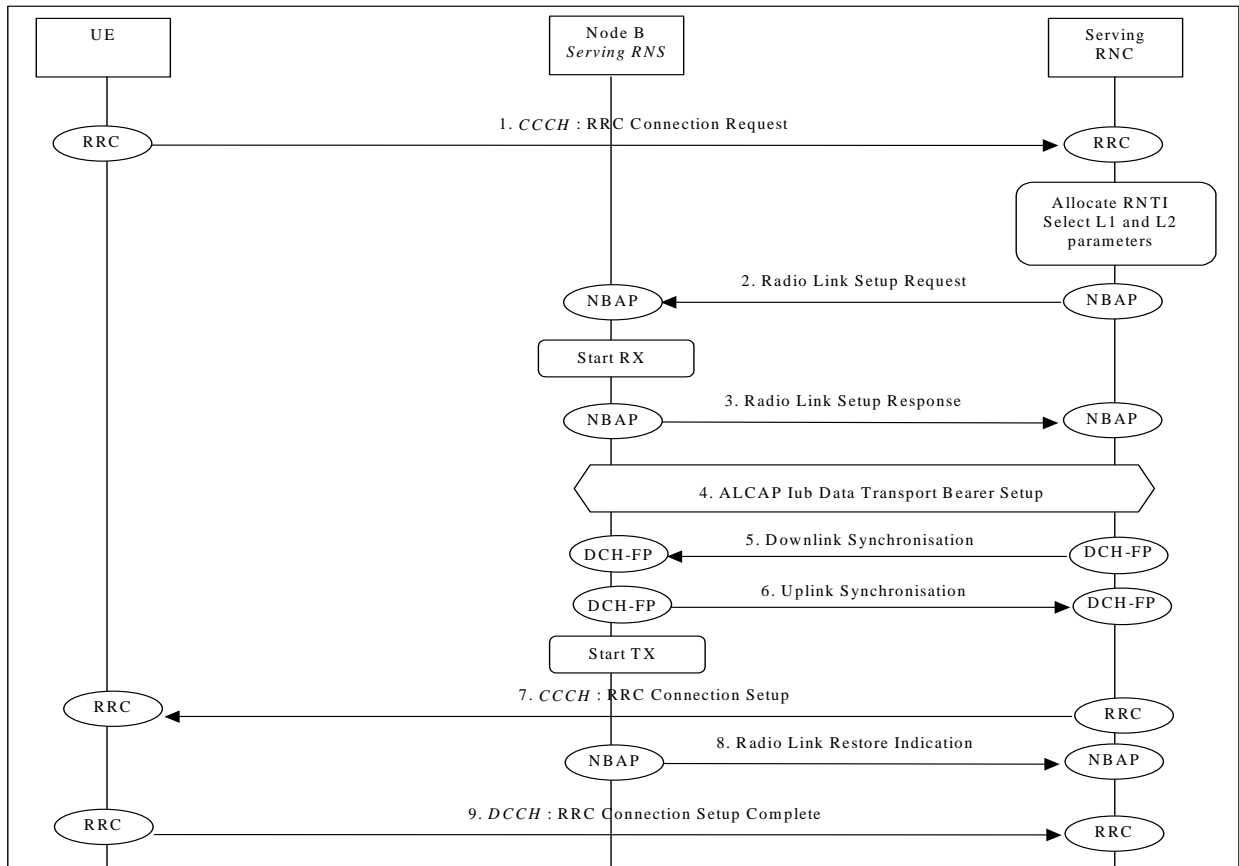 UE
Node B
Serving RNS
Serving
RNC
1. CCCH : RRC Connection Request
RRC
RRC
Allocate RNTI
Select L1 and L2
parameters
2. Radio Link Setup Request
NBAP
NBAP
Start RX
3. Radio Link Setup Response
NBAP
NBAP
4. ALCAP Iub Data Transport Bearer Setup
5. Downlink Synchronisation
DCH-FP
DCH-FP
6. Uplink Synchronisation
DCH-FP
DCH-FP
Start TX
7. CCCH : RRC Connection Setup
RRC
RRC
8. Radio Link Restore Indication
NBAP
NBAP
9. DCCH : RRC Connection Setup Complete
RRC
RRC